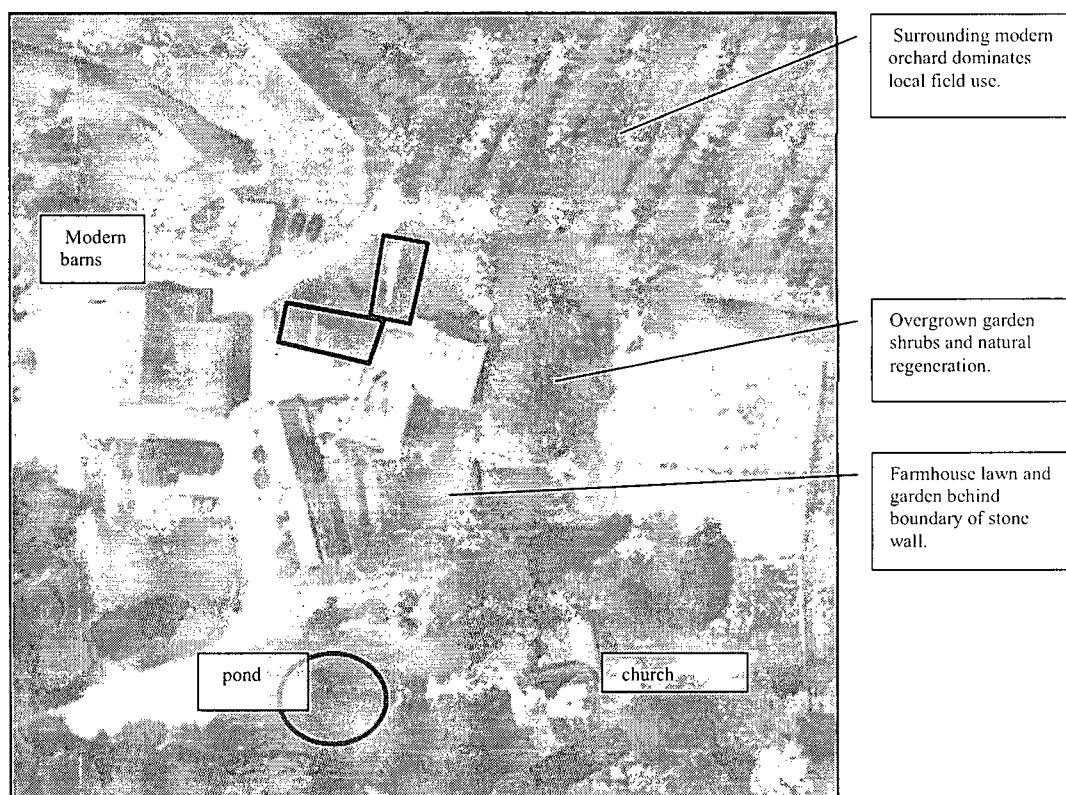 Surrounding modern
orchard dominates
local field use.
Modern
barns
Overgrown garden
shrubs and natural
regeneration.
Farmhouse lawn and
garden behind
boundary of stone
wall.
pond
church